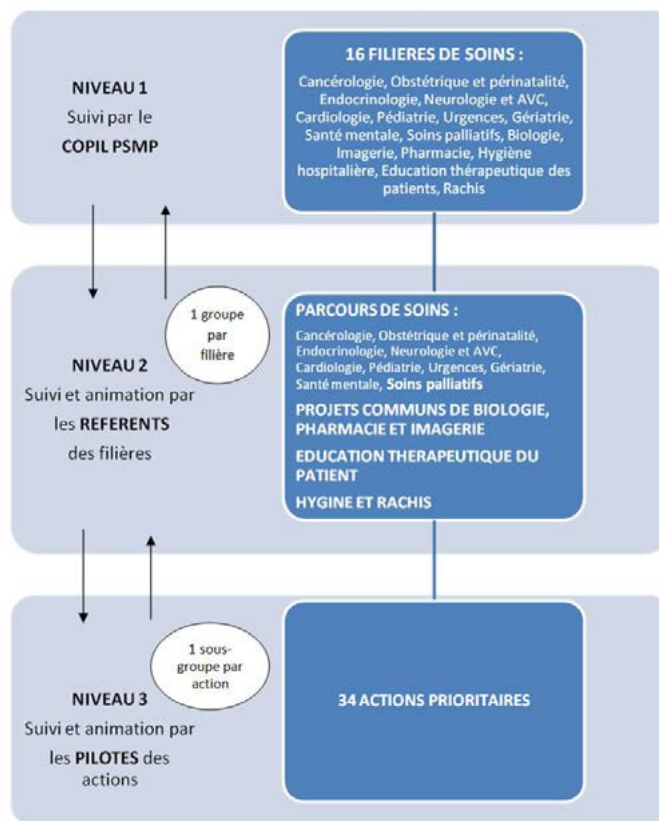 NIVEAU 1
Suivi par le
COPIL PSMP
16 FILIERES DE SOINS :
Cancérologie, Obstétrique et périnatalité,
Endocrinologie, Neurologie et AVC,
Cardiologie, Pédiatrie, Urgences, Gériatrie,
Santé mentale, Soins palliatifs, Biologie,
Imagerie, Pharmacie, Hygiène
hospitalière, Education thérapeutique des
patients, Rachis
1 groupe
par
filière
NIVEAU 2
Suivi et animation par
les REFERENTS
des filières
PARCOURS DE SOINS :
Cancérologie, Obstétrique et périnatalité,
Endocrinologie, Neurologie et AVC,
Cardiologie, Pédiatrie, Urgences, Gériatrie,
Santé mentale, Soins palliatifs
PROJETS COMMUNS DE BIOLOGIE,
PHARMACIE ET IMAGERIE
EDUCATION THERAPEUTIQUE DU
PATIENT
HYGINE ET RACHIS
1 sous-
groupe par
action
NIVEAU 3
Suivi et animation par
les PILOTES des
actions
34 ACTIONS PRIORITAIRES